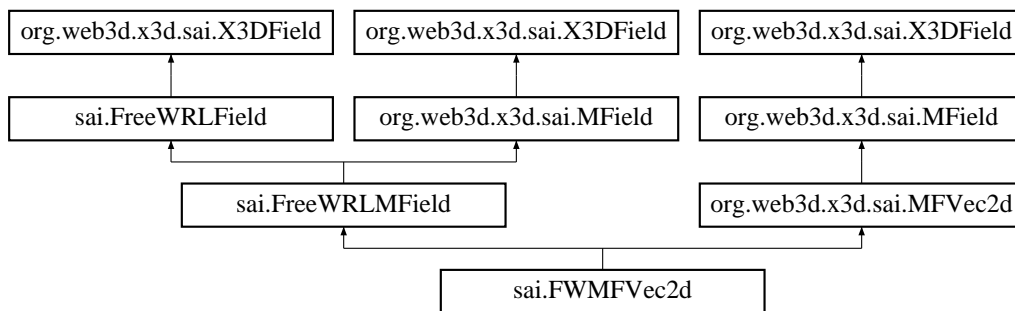 org.web3d.x3d.sai.X3DField
org.web3d.x3d.sai.X3DField
org.web3d.x3d.sai.X3DField
sai.FreeWRLField
org.web3d.x3d.sai.MField
org.web3d.x3d.sai.MField
sai.FreeWRLMField
org.web3d.x3d.sai.MFVec2d
sai.FWMFVec2d